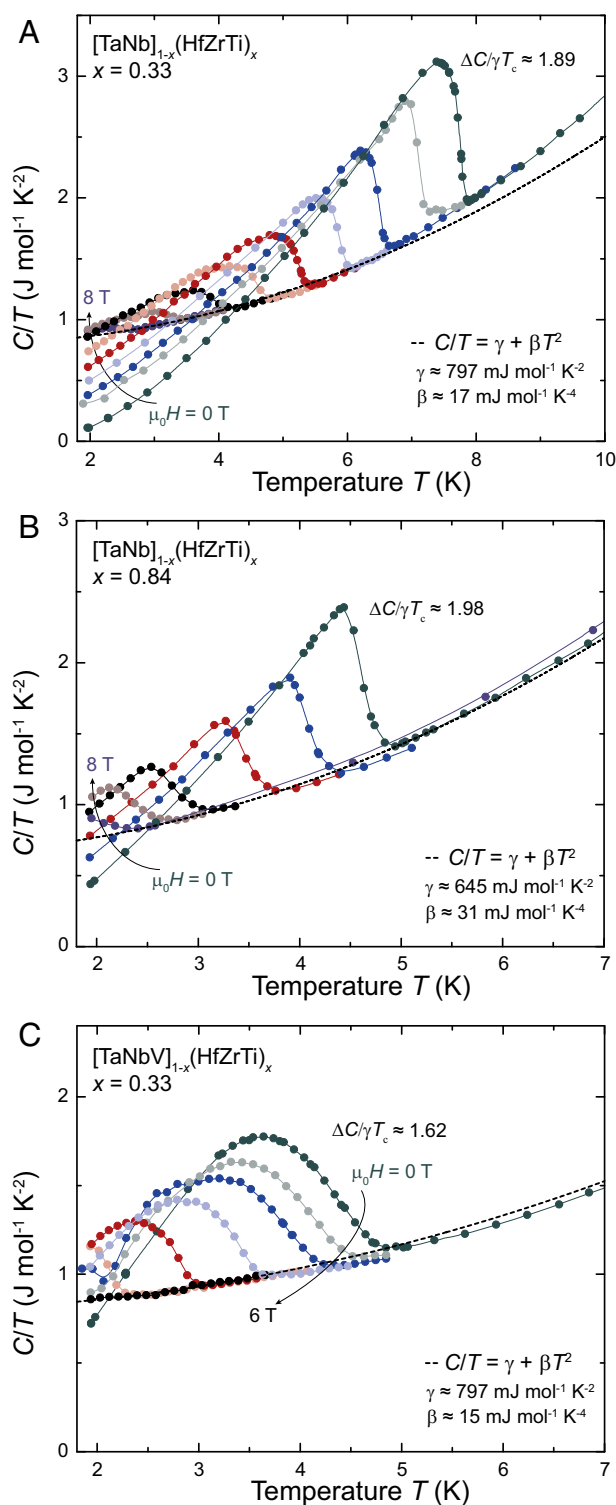 A
[TaNb]₁₋ₓ(HfZrTi)ₓ
x = 0.33
ΔC/γT_c ≈ 1.89
3
2
1
0
C/T (J mol⁻¹ K⁻²)
8 T
μ₀H = 0 T
-- C/T = γ + βT²
γ ≈ 797 mJ mol⁻¹ K⁻²
β ≈ 17 mJ mol⁻¹ K⁻⁴
2 4 6 8 10
Temperature T (K)
B
[TaNb]₁₋ₓ(HfZrTi)ₓ
x = 0.84
ΔC/γT_c ≈ 1.98
3
2
1
0
C/T (J mol⁻¹ K⁻²)
8 T
μ₀H = 0 T
-- C/T = γ + βT²
γ ≈ 645 mJ mol⁻¹ K⁻²
β ≈ 31 mJ mol⁻¹ K⁻⁴
2 3 4 5 6 7
Temperature T (K)
C
[TaNbV]₁₋ₓ(HfZrTi)ₓ
x = 0.33
ΔC/γT_c ≈ 1.62
μ₀H = 0 T
2
1
0
C/T (J mol⁻¹ K⁻²)
6 T
-- C/T = γ + βT²
γ ≈ 797 mJ mol⁻¹ K⁻²
β ≈ 15 mJ mol⁻¹ K⁻⁴
2 3 4 5 6 7
Temperature T (K)